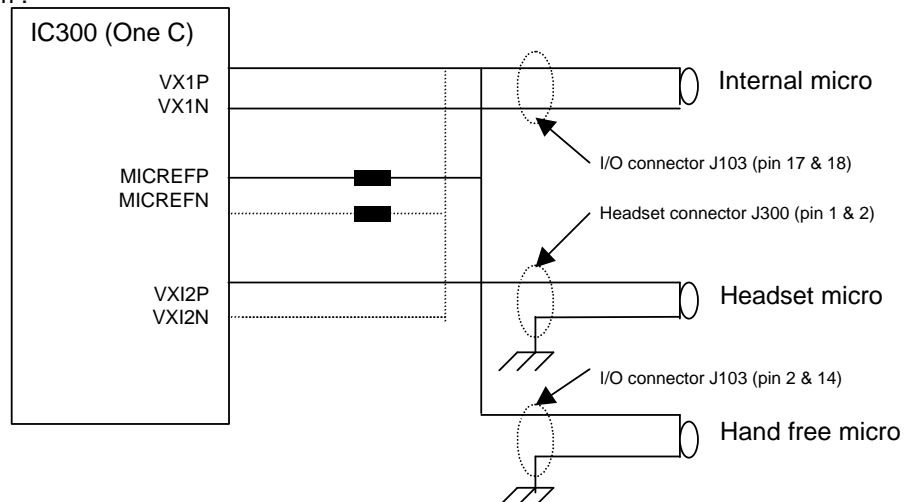 IC300 (One C)
VX1P
VX1N
Internal micro
I/O connector J103 (pin 17 & 18)
MICREFP
MICREFN
Headset connector J300 (pin 1 & 2)
VXI2P
VXI2N
Headset micro
I/O connector J103 (pin 2 & 14)
Hand free micro